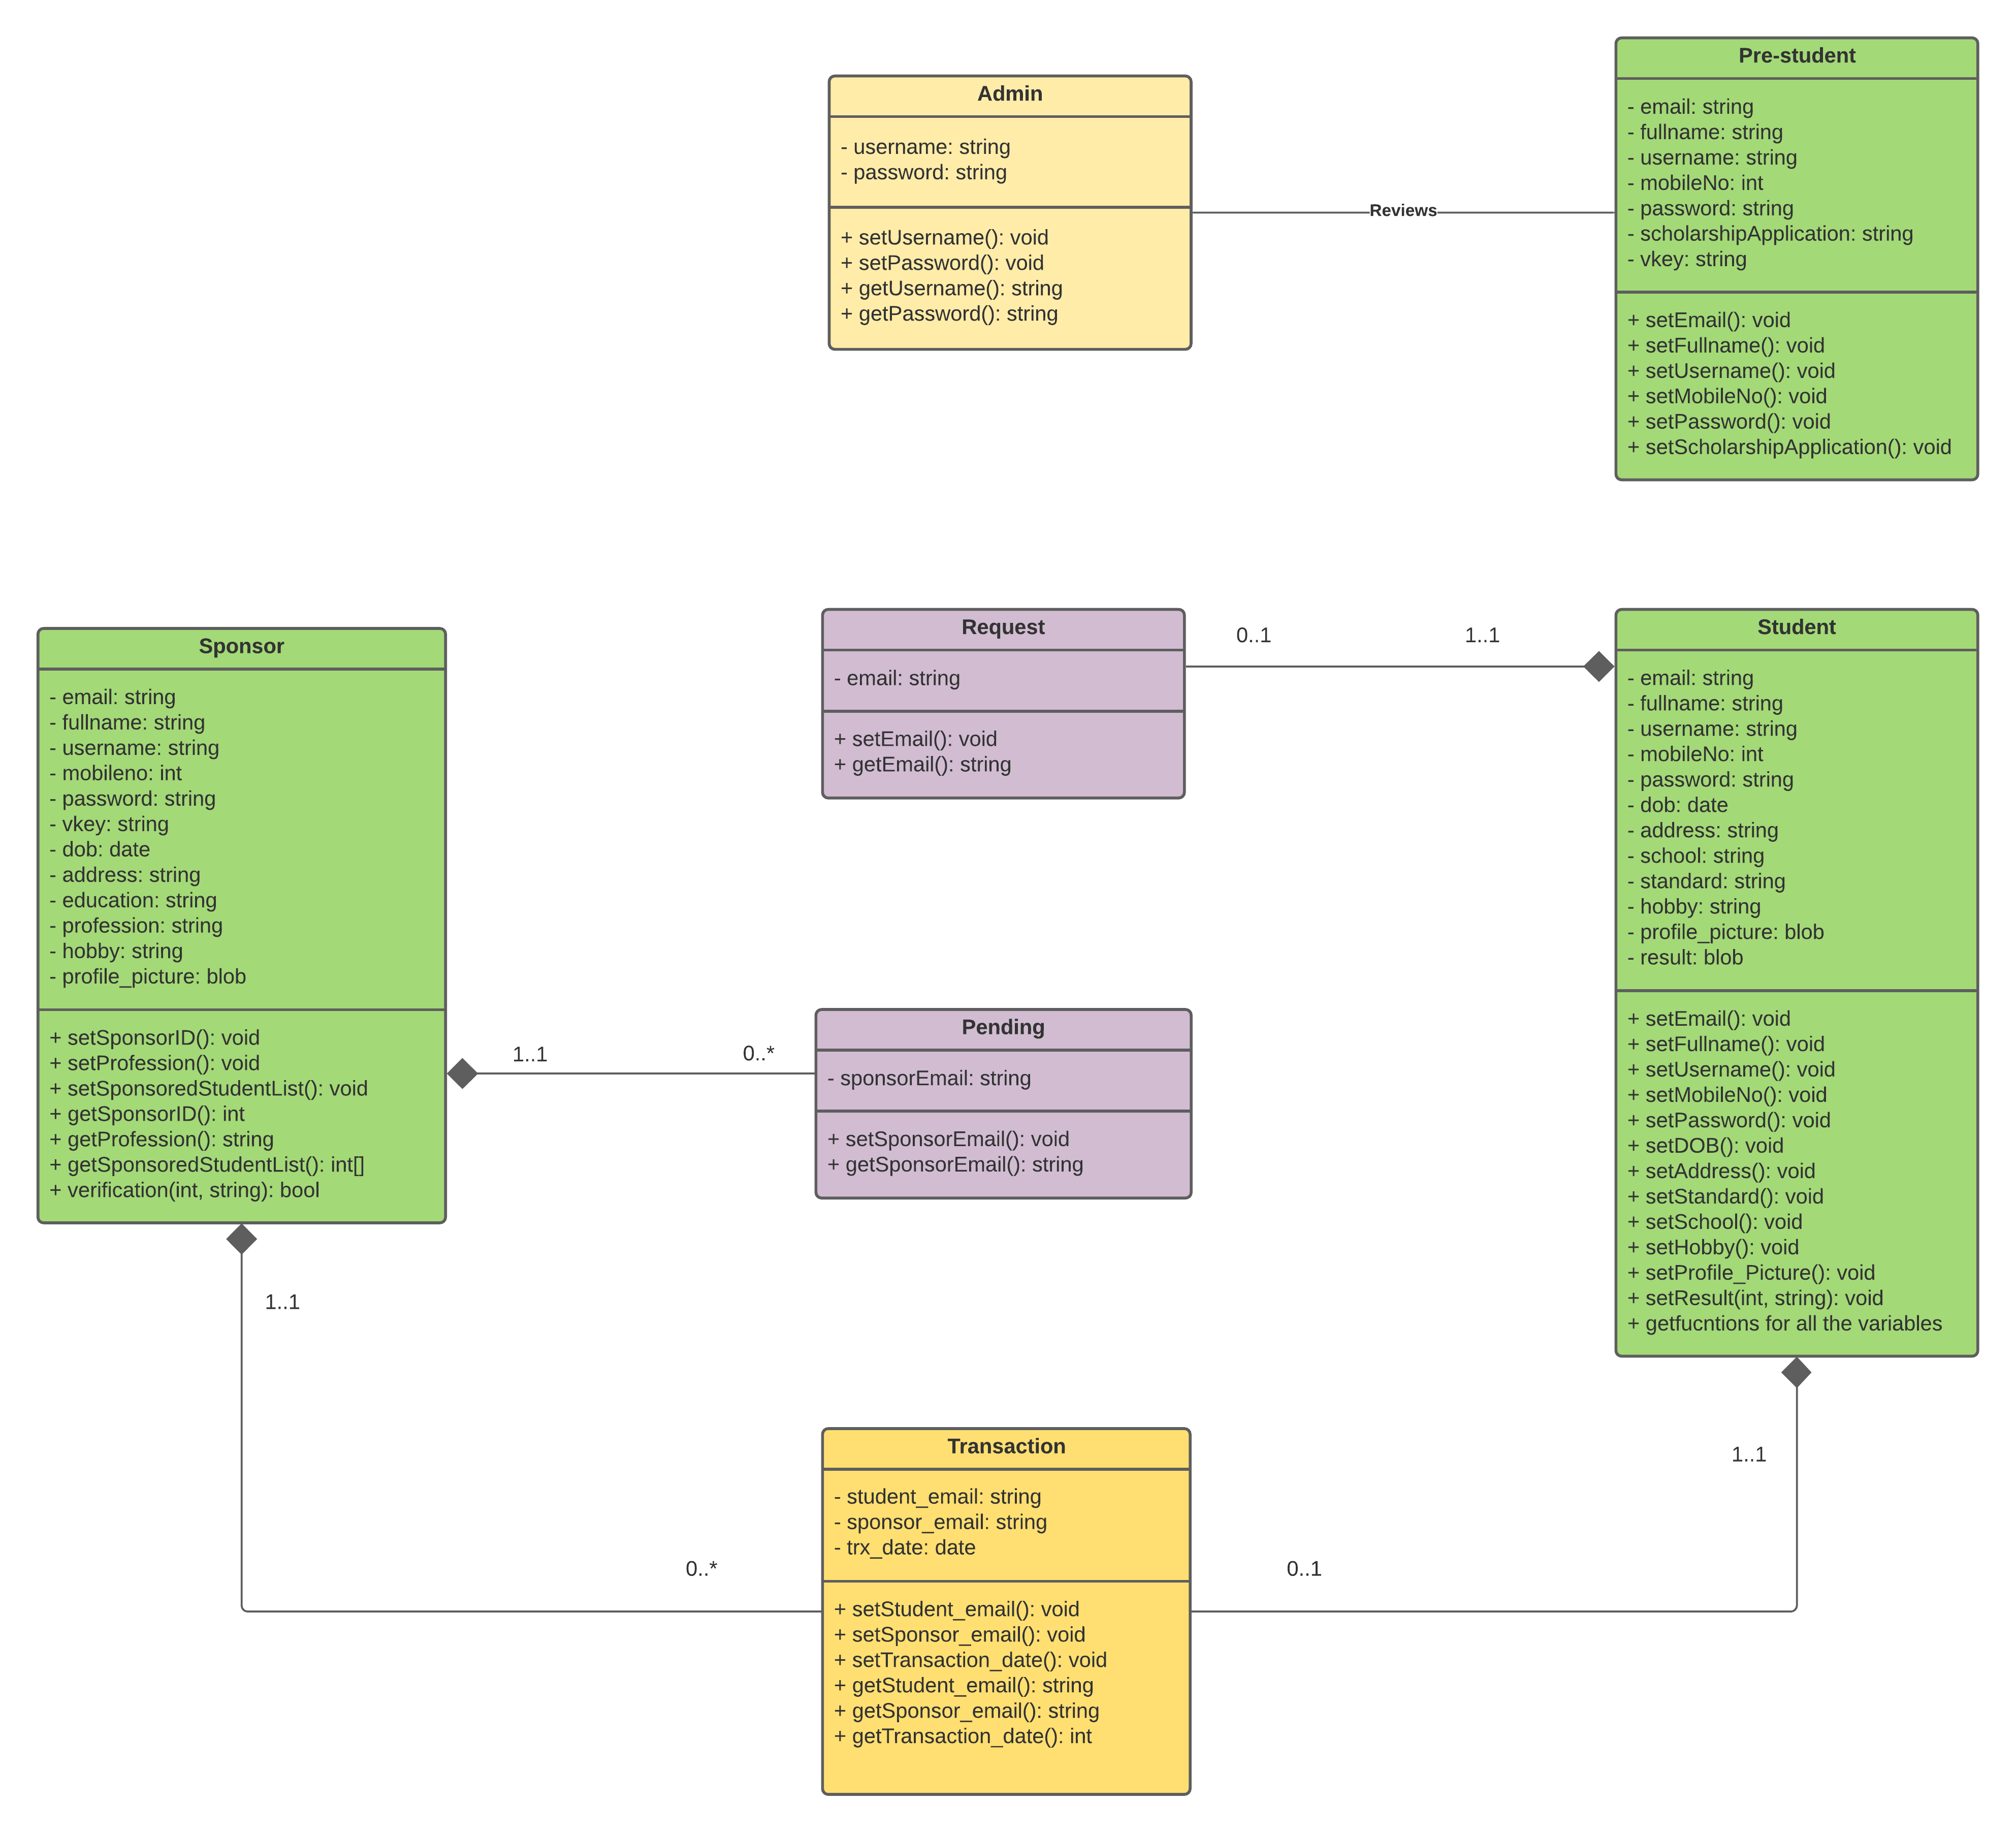 Admin
- username: string
- password: string
+ setUsername(): void
+ setPassword(): void
+ getUsername(): string
+ getPassword(): string
Reviews
Pre-student
- email: string
- fullname: string
- username: string
- mobileNo: int
- password: string
- scholarshipApplication: string
- vkey: string
+ setEmail(): void
+ setFullname(): void
+ setUsername(): void
+ setMobileNo(): void
+ setPassword(): void
+ setScholarshipApplication(): void
Sponsor
- email: string
- fullname: string
- username: string
- mobileno: int
- password: string
- vkey: string
- dob: date
- address: string
- education: string
- profession: string
- hobby: string
- profile_picture: blob
+ setSponsorID(): void
+ setProfession(): void
+ setSponsoredStudentList(): void
+ getSponsorID(): int
+ getProfession(): string
+ getSponsoredStudentList(): int[]
+ verification(int, string): bool
Request
- email: string
+ setEmail(): void
+ getEmail(): string
0..1
1..1
Student
- email: string
- fullname: string
- username: string
- mobileNo: int
- password: string
- dob: date
- address: string
- school: string
- standard: string
- hobby: string
- profile_picture: blob
- result: blob
+ setEmail(): void
+ setFullname(): void
+ setUsername(): void
+ setMobileNo(): void
+ setPassword(): void
+ setDOB(): void
+ setAddress(): void
+ setStandard(): void
+ setSchool(): void
+ setHobby(): void
+ setProfile_Picture(): void
+ setResult(int, string): void
+ getfucntions for all the variables
1..1
0..*
Pending
- sponsorEmail: string
+ setSponsorEmail(): void
+ getSponsorEmail(): string
1..1
0..*
Transaction
- student_email: string
- sponsor_email: string
- trx_date: date
+ setStudent_email(): void
+ setSponsor_email(): void
+ setTransaction_date(): void
+ getStudent_email(): string
+ getSponsor_email(): string
+ getTransaction_date(): int
0..1
1..1